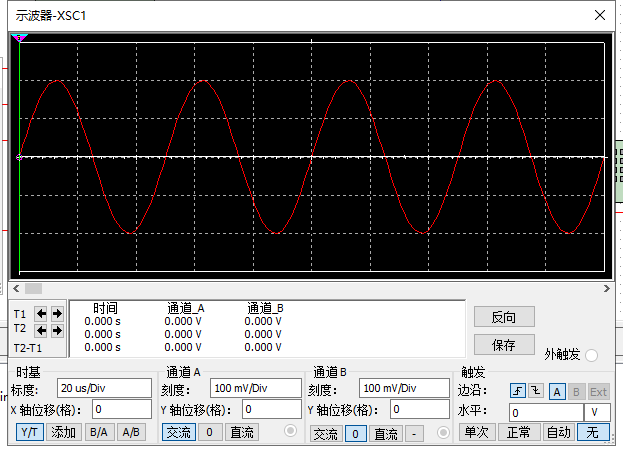 示波器-XSC1
时间 通道_A 通道_B
T1 0.000 s 0.000 V 0.000 V
T2 0.000 s 0.000 V 0.000 V
T2-T1 0.000 s 0.000 V 0.000 V
反向
保存
外触发
时基
标度： 20 us/Div
X 轴位移(格)： 0
Y/T 添加 B/A A/B
通道 A
刻度： 100 mV/Div
Y 轴位移(格)： 0
交流 0 直流
通道 B
刻度： 100 mV/Div
Y 轴位移(格)： 0
交流 0 直流 -
触发
边沿： A B Ext
水平： 0 V
单次 正常 自动 无